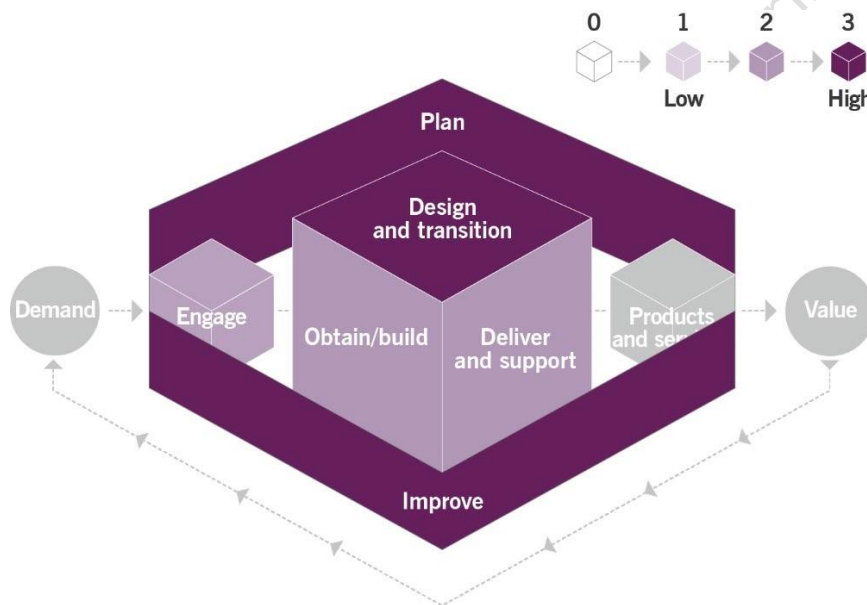 0 1 2 3
Low High
Plan
Design
and transition
Demand
Engage
Obtain/build
Deliver
and support
Products
and
Value
Improve